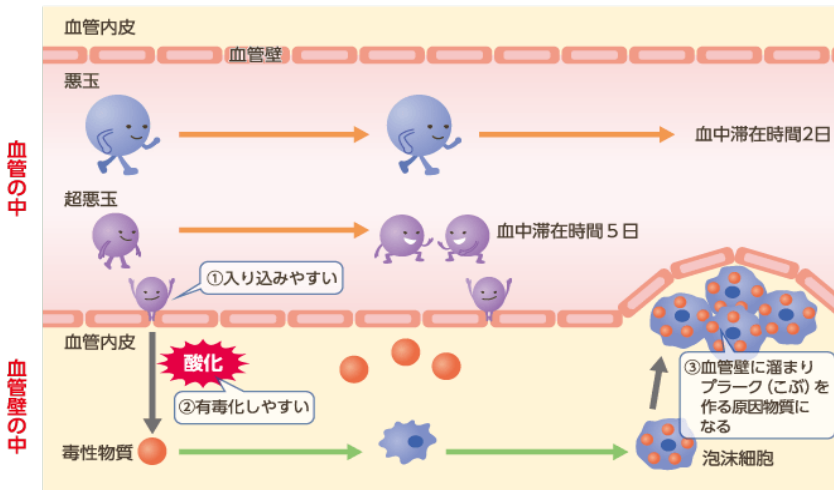 血管内皮
血管壁
悪玉
血中滞在時間2日
血管の中
超悪玉
血中滞在時間5日
①入り込みやすい
血管内皮
酸化
②有毒化しやすい
③血管壁に溜まり
プラーク(こぶ)を
作る原因物質に
なる
血管壁の中
毒性物質
泡沫細胞